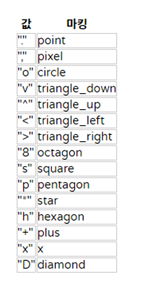 값 마킹
"." point
"," pixel
"o" circle
"v" triangle_down
"^" triangle_up
"<" triangle_left
">" triangle_right
"8" octagon
"s" square
"p" pentagon
"*" star
"h" hexagon
"+" plus
"x" x
"D" diamond